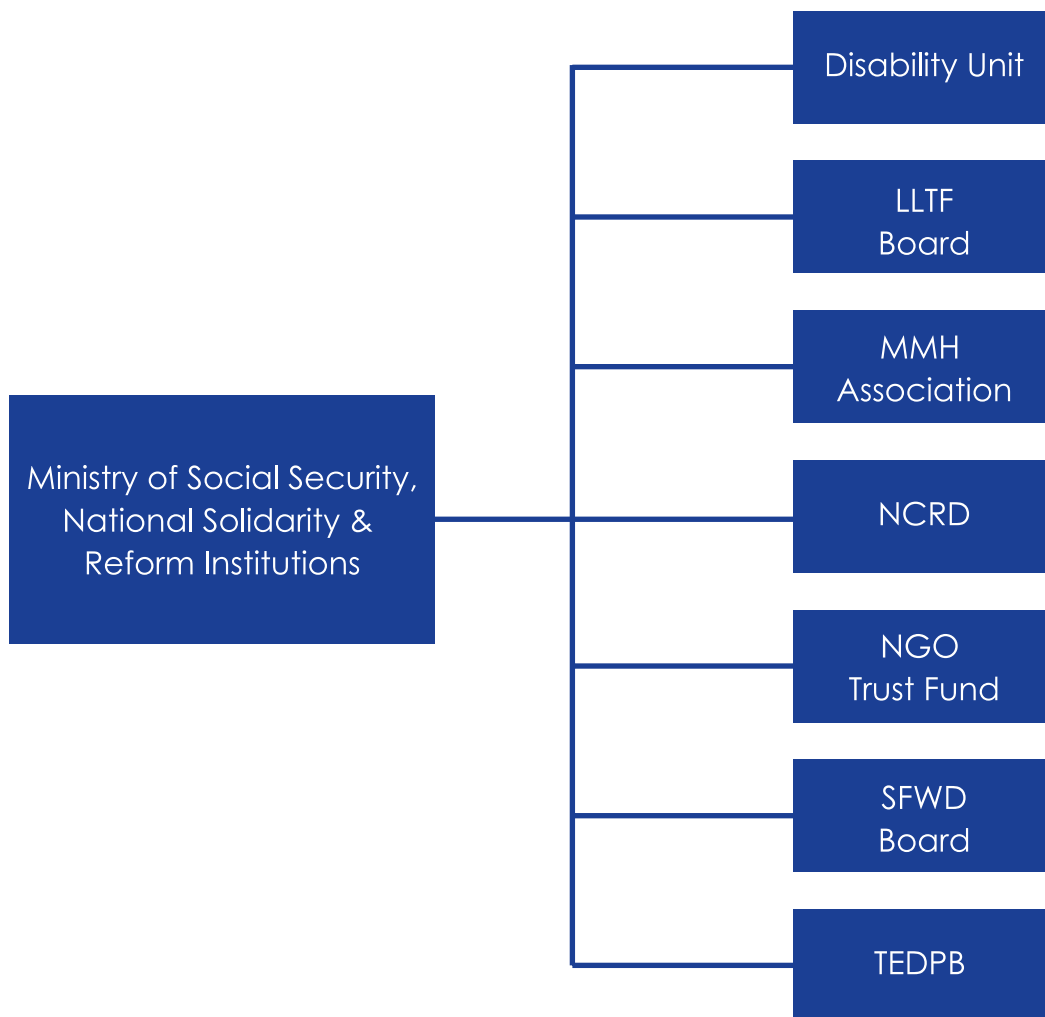 Disability Unit
LLTF
Board
MMH
Association
Ministry of Social Security,
National Solidarity &
Reform Institutions
NCRD
NGO
Trust Fund
SFWD
Board
TEDPB